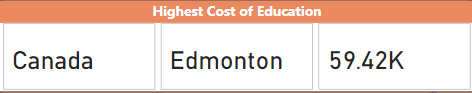 Highest Cost of Education
Canada Edmonton 59.42K